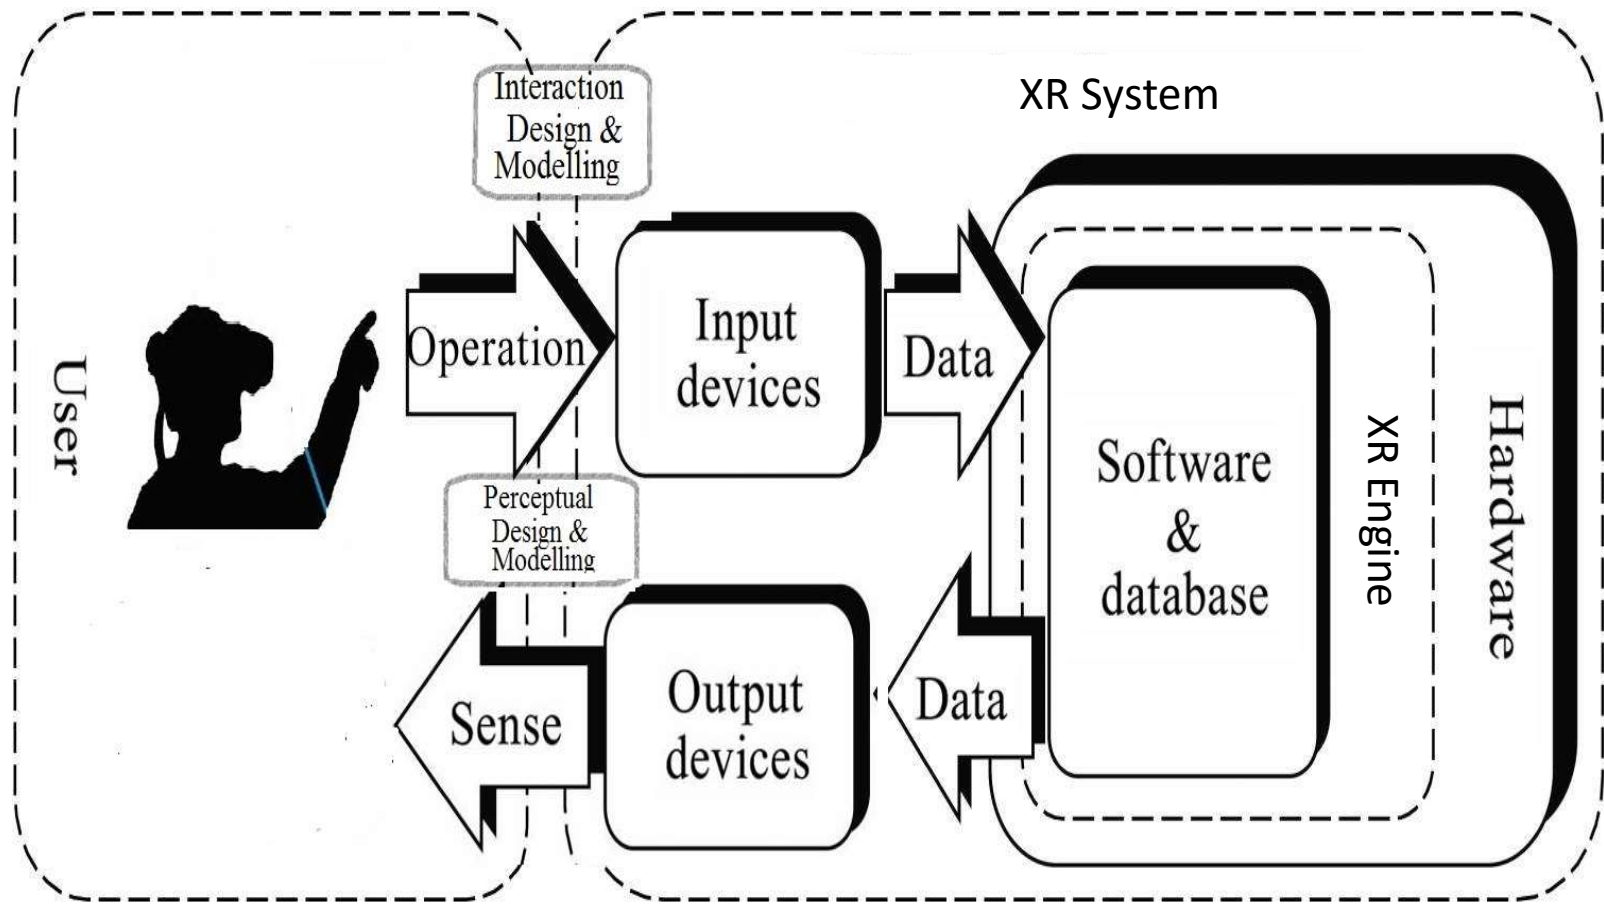 XR System
Interaction
Design &
Modelling
User
Operation
Input
devices
Data
Software
&
database
XR Engine
Hardware
Perceptual
Design &
Modelling
Sense
Output
devices
Data